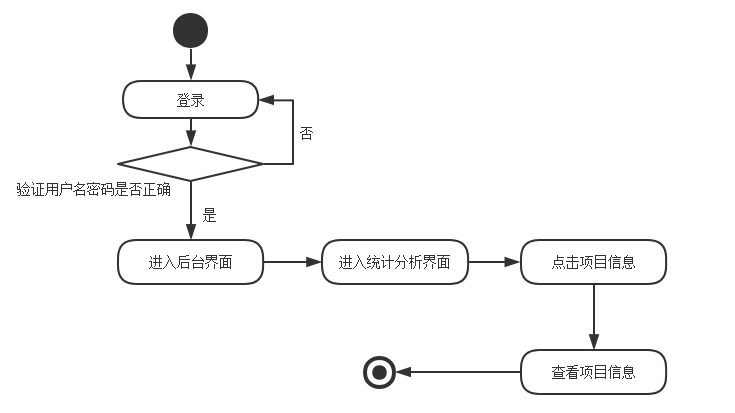 登录
否
验证用户名密码是否正确
是
进入后台界面
进入统计分析界面
点击项目信息
查看项目信息